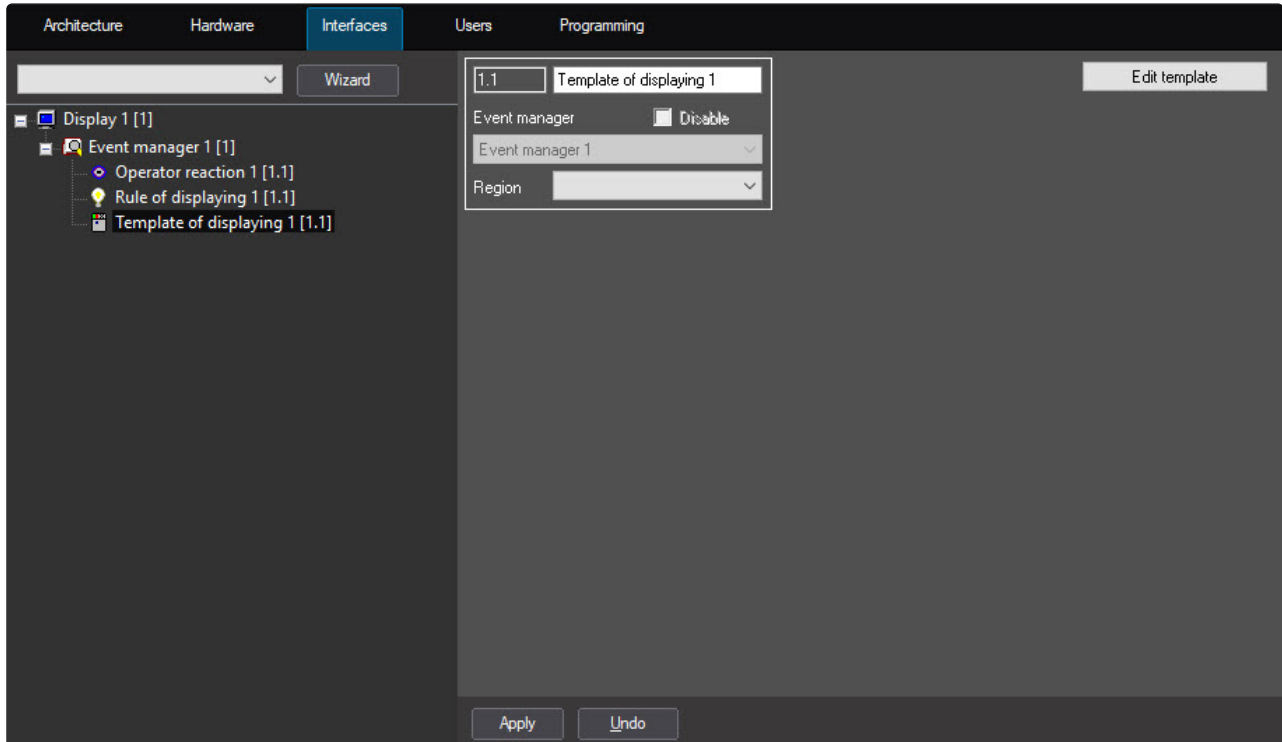 Architecture Hardware Interfaces Users Programming
Wizard
Display 1 [1]
Event manager 1 [1]
Operator reaction 1 [1.1]
Rule of displaying 1 [1.1]
Template of displaying 1 [1.1]
1.1 Template of displaying 1
Event manager Disable
Event manager 1
Region
Edit template
Apply Undo